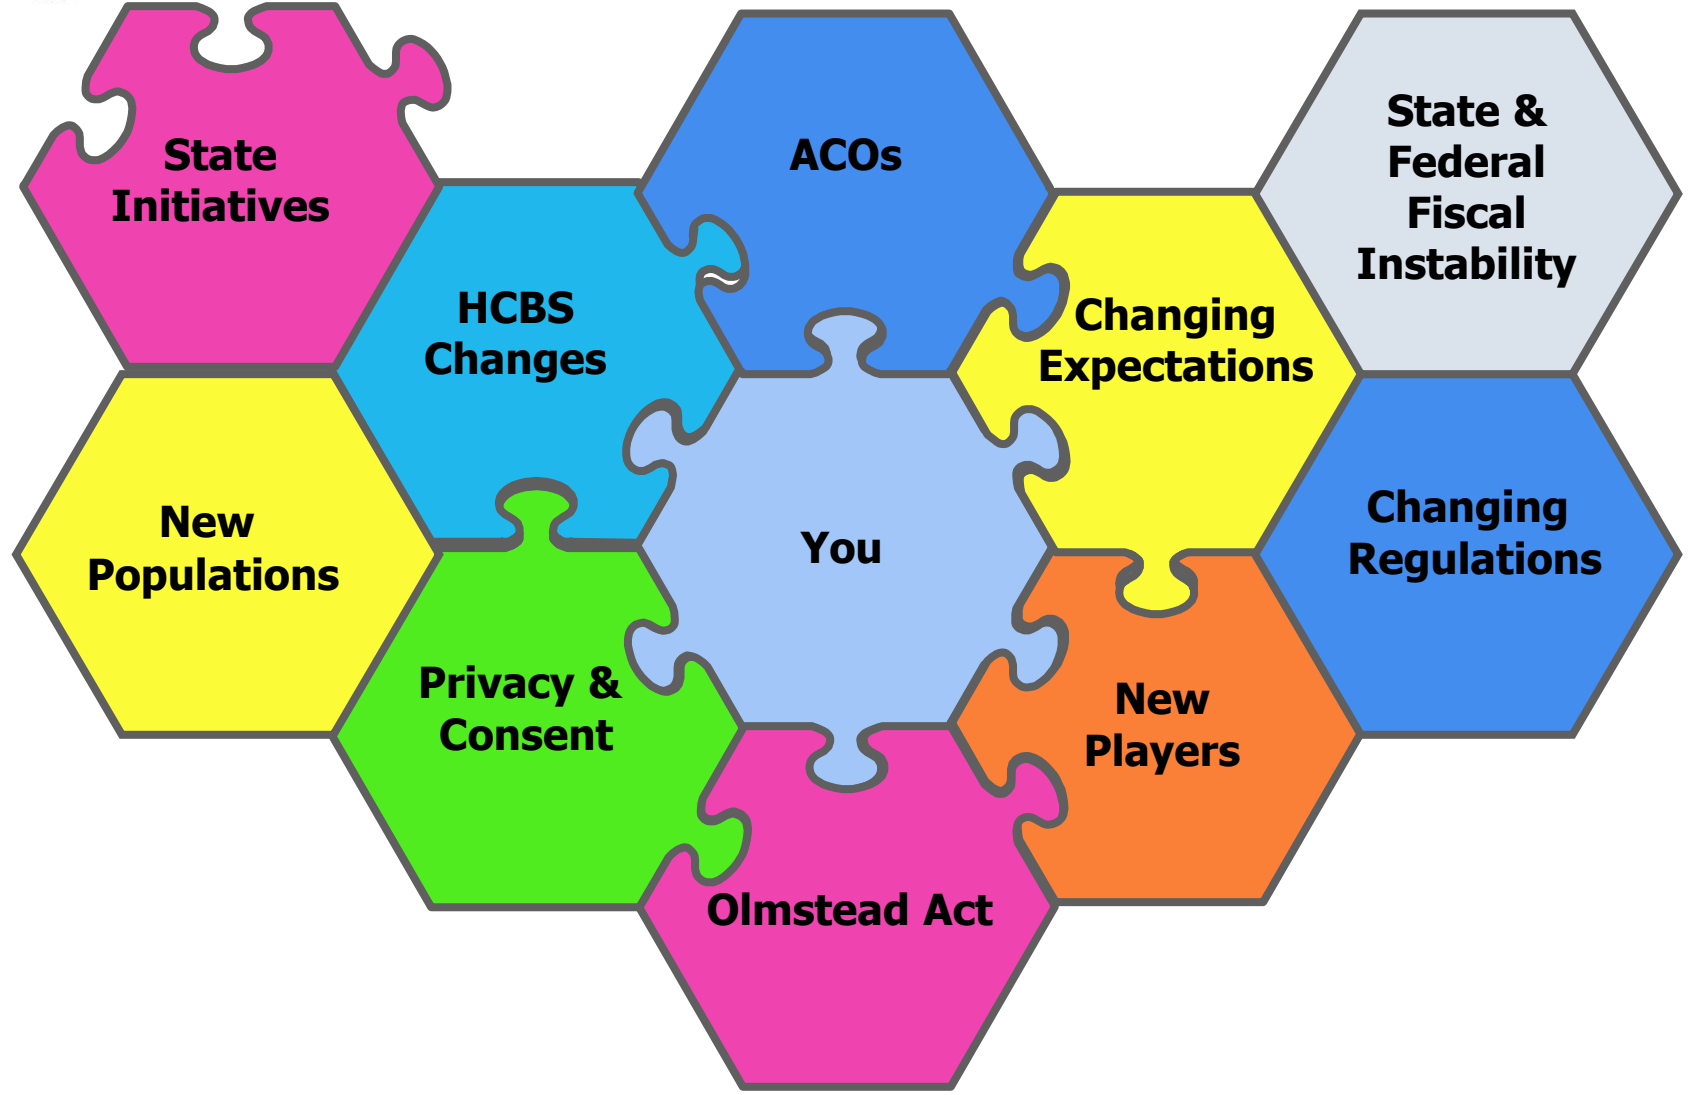 State
Initiatives
ACOs
State &
Federal
Fiscal
Instability
HCBS
Changes
Changing
Expectations
New
Populations
You
Changing
Regulations
Privacy &
Consent
New
Players
Olmstead Act